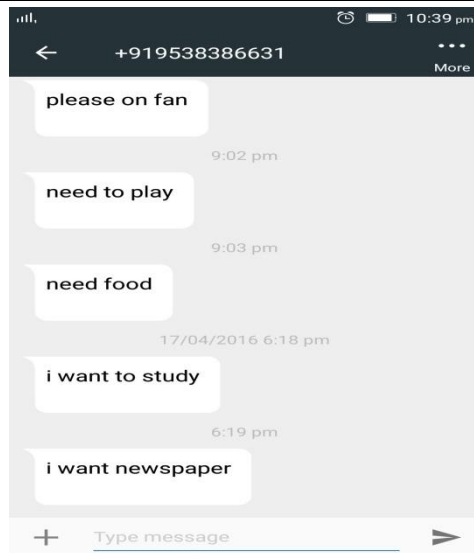 10:39 pm
+919538386631
More
please on fan
9:02 pm
need to play
9:03 pm
need food
17/04/2016 6:18 pm
i want to study
6:19 pm
i want newspaper
Type message